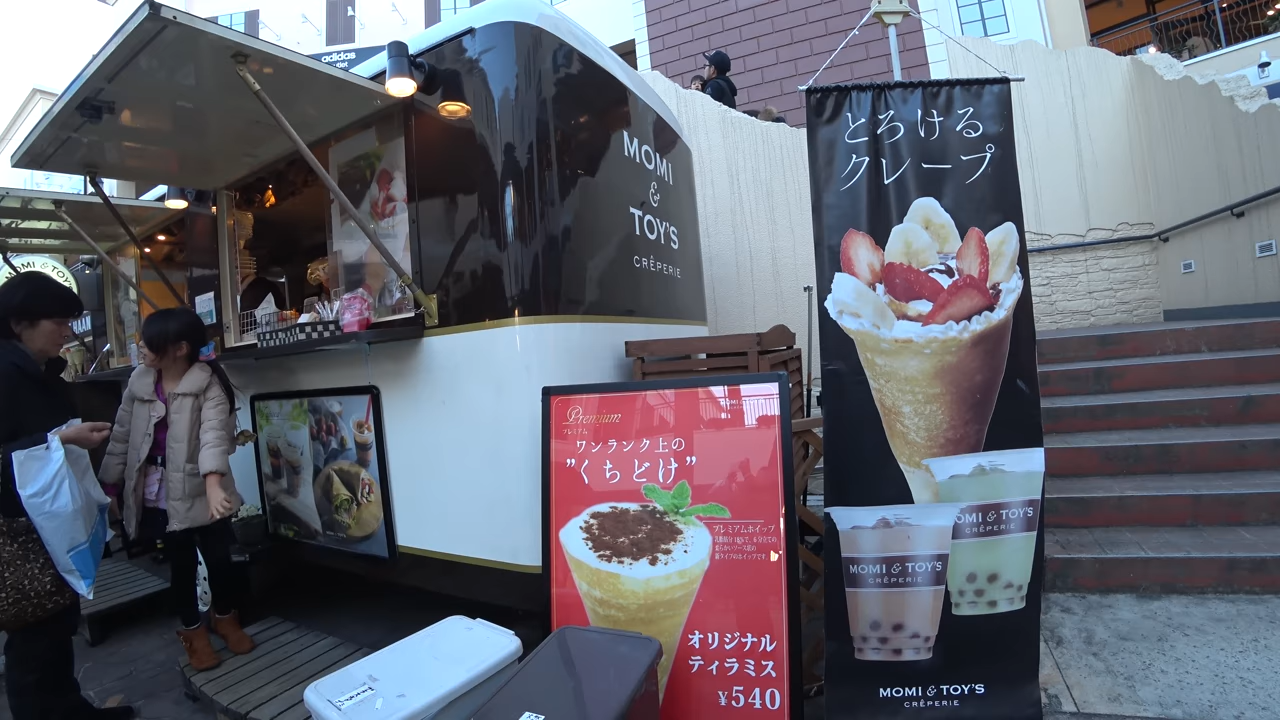 adidas
MOMI
&
TOY'S
CRÊPERIE
MOMI & TOY
Premium
プレミアム
ワンランク上の
"くちどけ"
プレミアムホイップ
オリジナル
ティラミス
¥540
とろける
クレープ
MOMI & TOY'S
CRÊPERIE
MOMI & TOY'S
CRÊPERIE
MOMI & TOY'S
CRÊPERIE